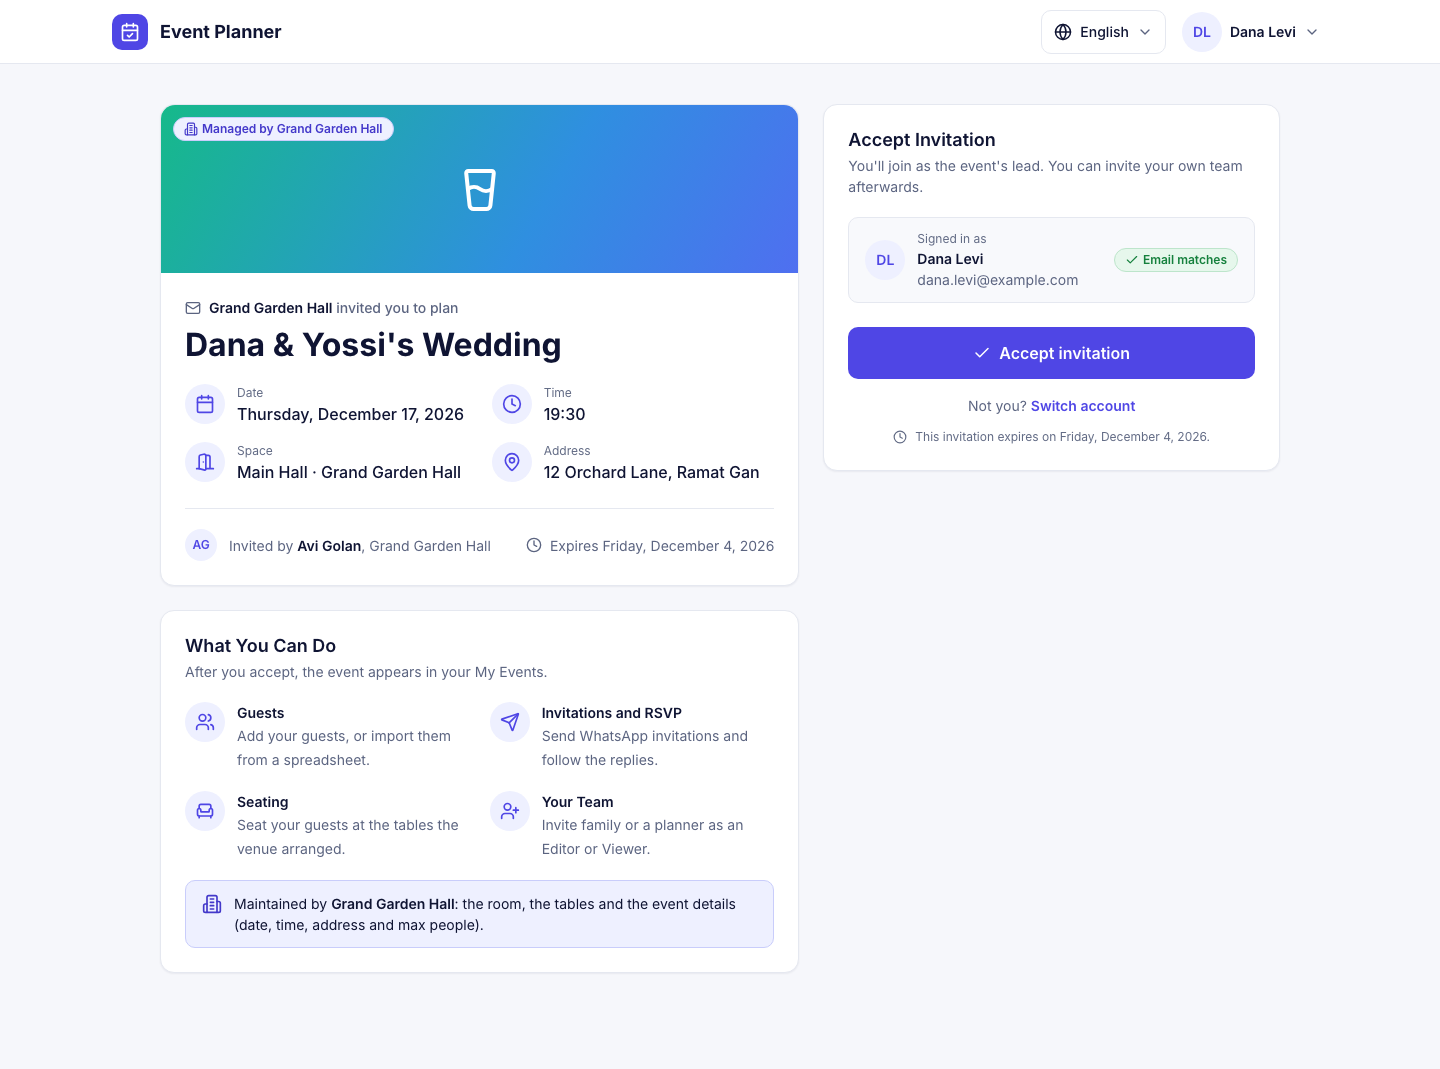 Event Planner
English
DL
Dana Levi
Managed by Grand Garden Hall
Grand Garden Hall invited you to plan
Dana & Yossi's Wedding
Date
Thursday, December 17, 2026
Time
19:30
Space
Main Hall · Grand Garden Hall
Address
12 Orchard Lane, Ramat Gan
AG
Invited by Avi Golan, Grand Garden Hall
Expires Friday, December 4, 2026
What You Can Do
After you accept, the event appears in your My Events.
Guests
Add your guests, or import them
from a spreadsheet.
Invitations and RSVP
Send WhatsApp invitations and
follow the replies.
Seating
Seat your guests at the tables the
venue arranged.
Your Team
Invite family or a planner as an
Editor or Viewer.
Maintained by Grand Garden Hall: the room, the tables and the event details
(date, time, address and max people).
Accept Invitation
You'll join as the event's lead. You can invite your own team
afterwards.
DL
Signed in as
Dana Levi
dana.levi@example.com
Email matches
Accept invitation
Not you? Switch account
This invitation expires on Friday, December 4, 2026.